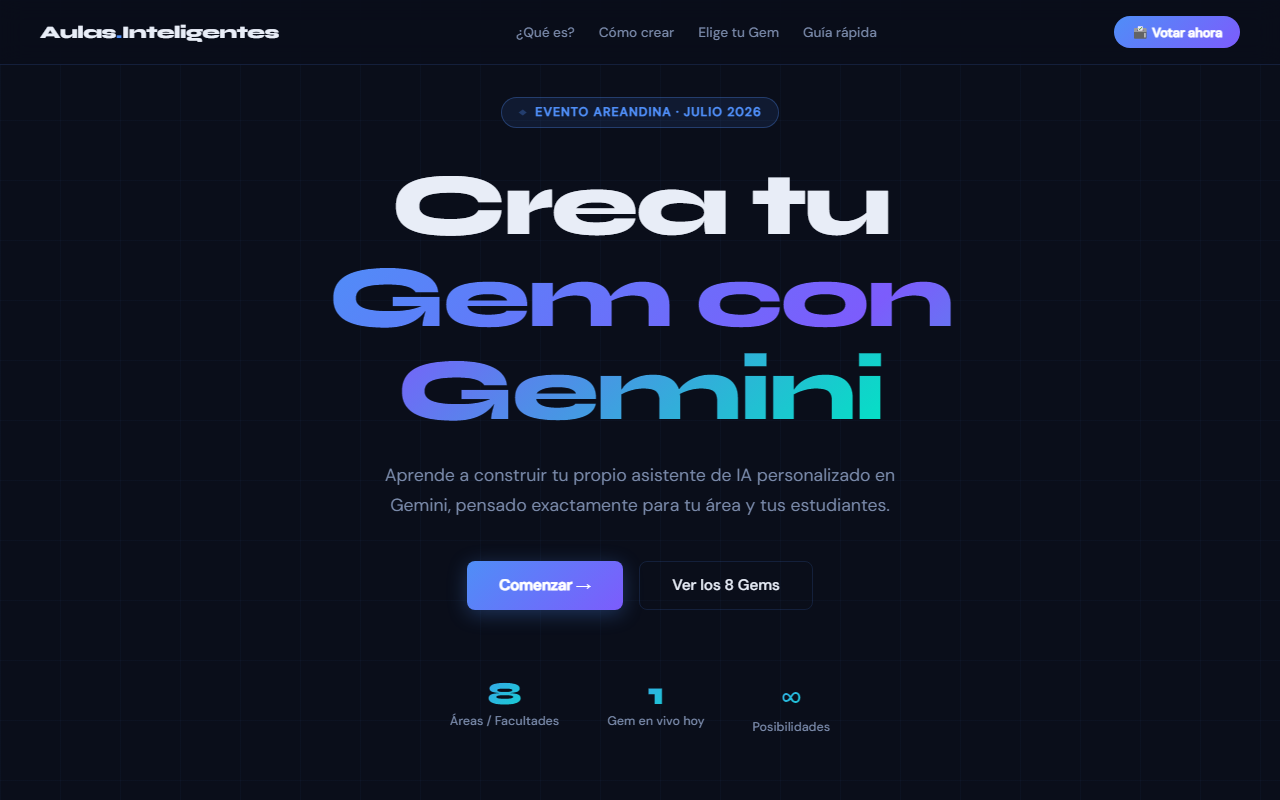 Aulas.Inteligentes
¿Qué es?
Cómo crear
Elige tu Gem
Guía rápida
Votar ahora
EVENTO AREANDINA · JULIO 2026
Crea tu
Gem con
Gemini
Aprende a construir tu propio asistente de IA personalizado en
Gemini, pensado exactamente para tu área y tus estudiantes.
Comenzar →
Ver los 8 Gems
8
Áreas / Facultades
1
Gem en vivo hoy
∞
Posibilidades